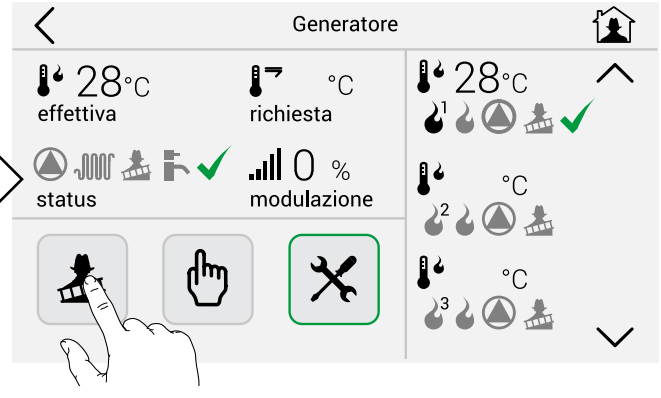 Generatore
28°C
effettiva
°C
richiesta
status
0 %
modulazione
28°C
1
°C
2
°C
3